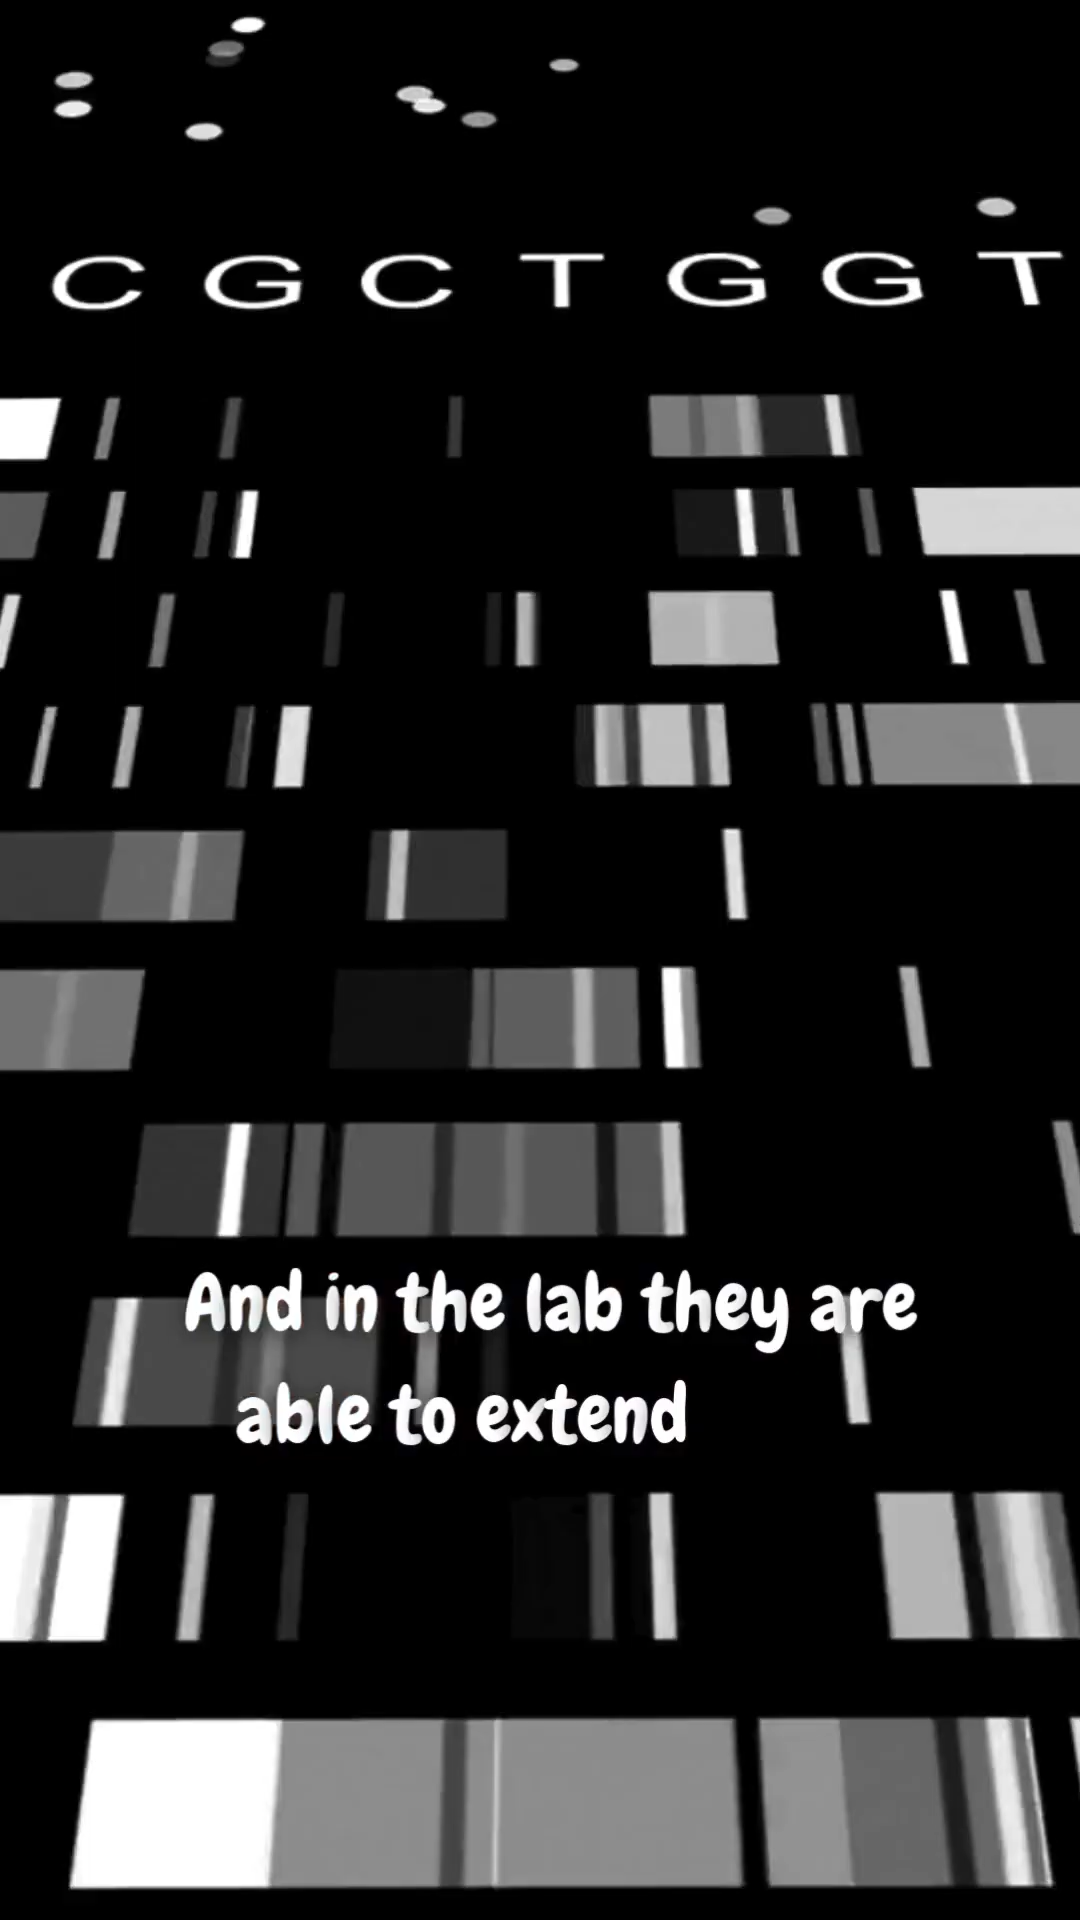 C G C T G G T
And in the lab they are
able to extend